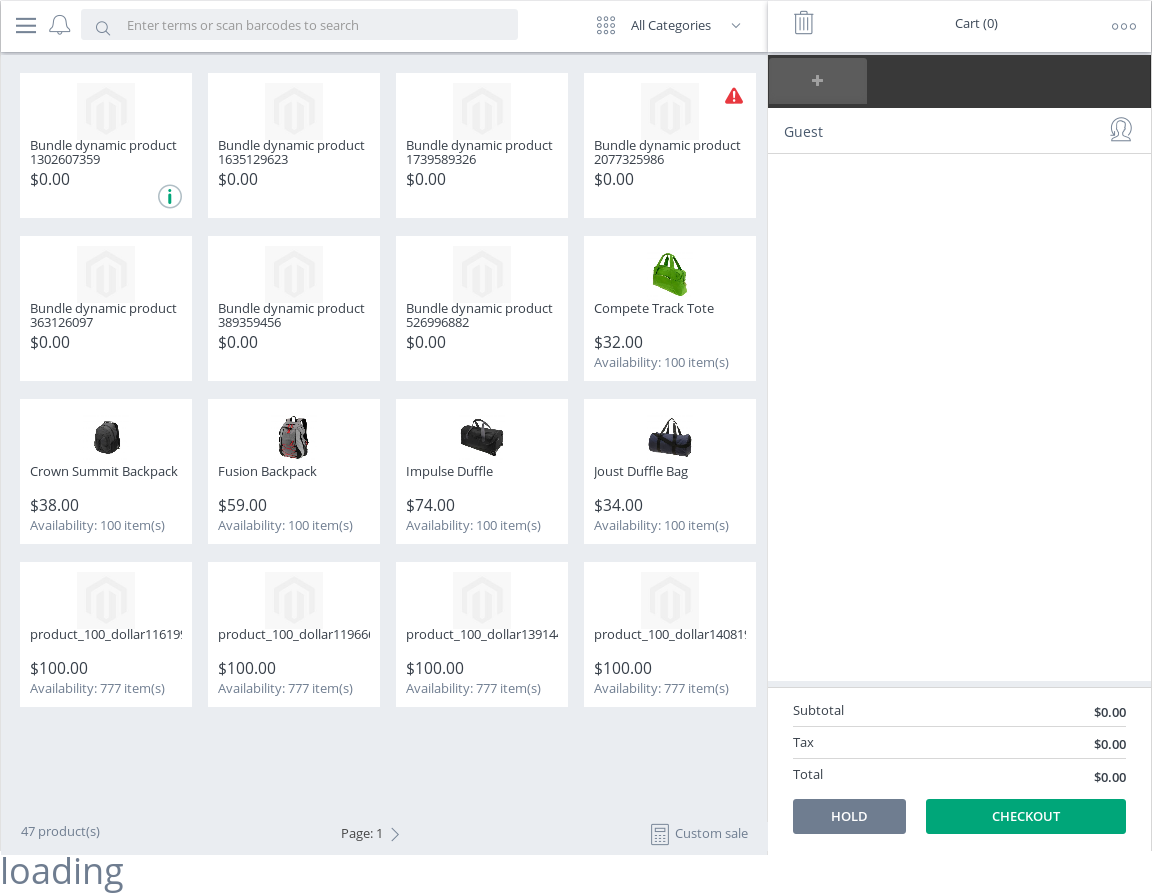 Enter terms or scan barcodes to search
All Categories
Cart (0)
Guest
Bundle dynamic product
1302607359
$0.00
Bundle dynamic product
1635129623
$0.00
Bundle dynamic product
1739589326
$0.00
Bundle dynamic product
2077325986
$0.00
Bundle dynamic product
363126097
$0.00
Bundle dynamic product
389359456
$0.00
Bundle dynamic product
526996882
$0.00
Compete Track Tote
$32.00
Availability: 100 item(s)
Crown Summit Backpack
$38.00
Availability: 100 item(s)
Fusion Backpack
$59.00
Availability: 100 item(s)
Impulse Duffle
$74.00
Availability: 100 item(s)
Joust Duffle Bag
$34.00
Availability: 100 item(s)
product_100_dollar11619
$100.00
Availability: 777 item(s)
product_100_dollar11966
$100.00
Availability: 777 item(s)
product_100_dollar13914
$100.00
Availability: 777 item(s)
product_100_dollar14081
$100.00
Availability: 777 item(s)
Subtotal $0.00
Tax $0.00
Total $0.00
HOLD CHECKOUT
47 product(s)
Page: 1
Custom sale
loading